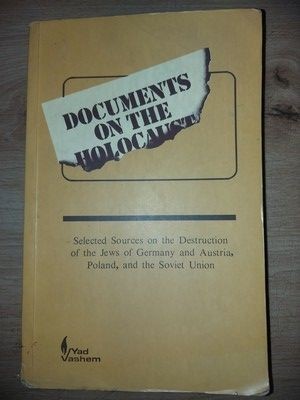 DOCUMENTS
ON THE
HOLOCAUST
Selected Sources on the Destruction
of the Jews of Germany and Austria,
Poland, and the Soviet Union
Yad
Vashem